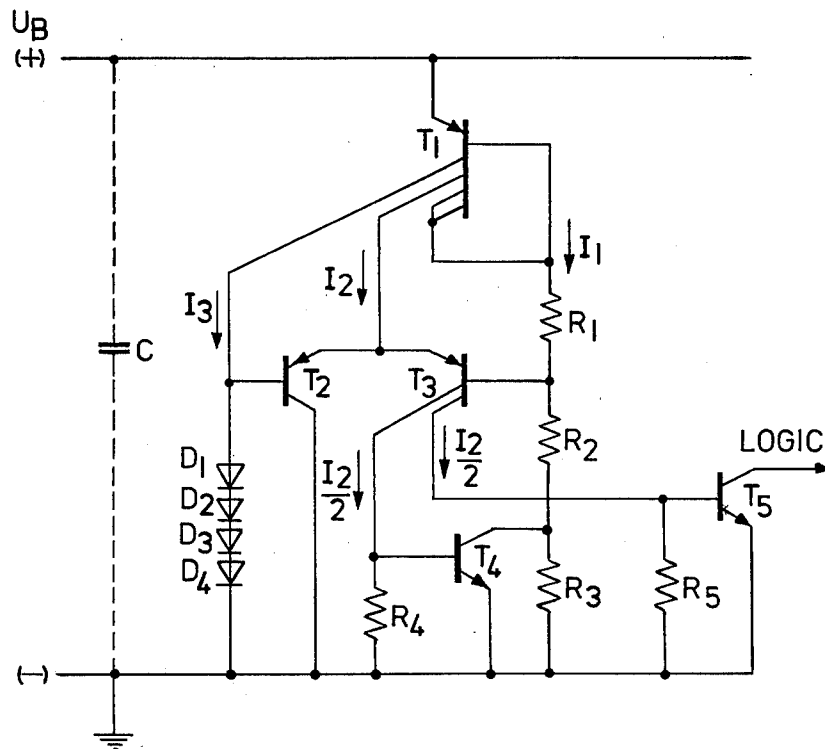 UB
(+)
T1
I1
I2
R1
I3
C
T2
T3
R2
LOGIC
D1
I2/2
I2/2
D2
T5
D3
T4
D4
R3
R5
R4
(—)